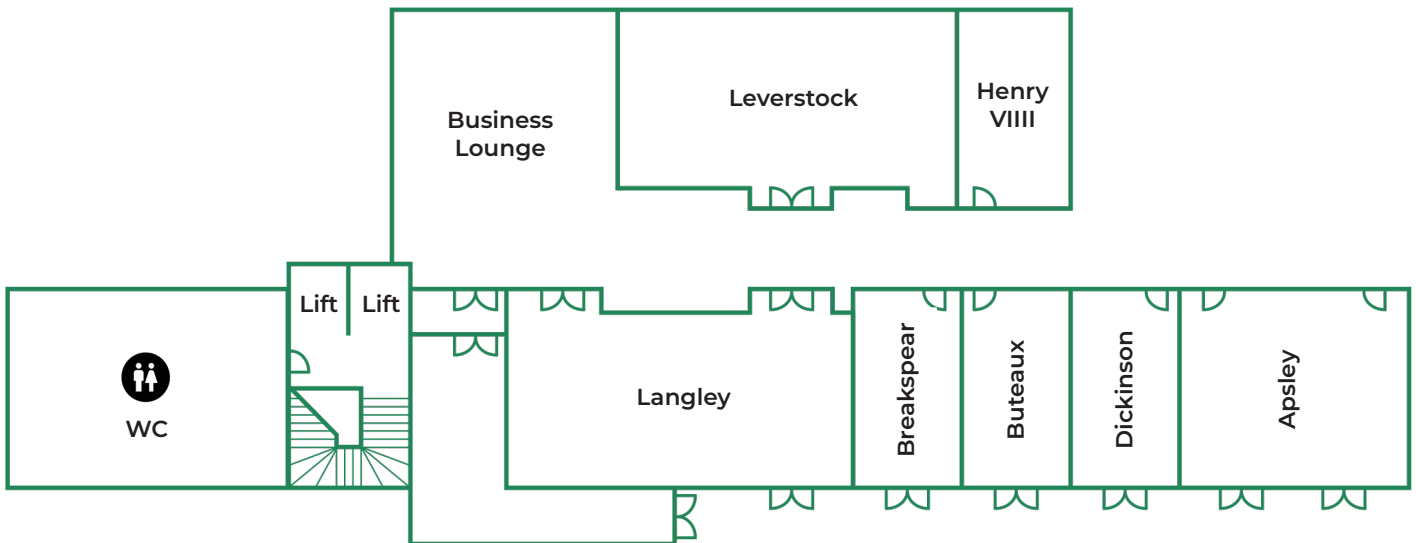 Business
Lounge
Leverstock
Henry
VIIII
Lift
Lift
WC
Langley
Breakspear
Buteaux
Dickinson
Apsley